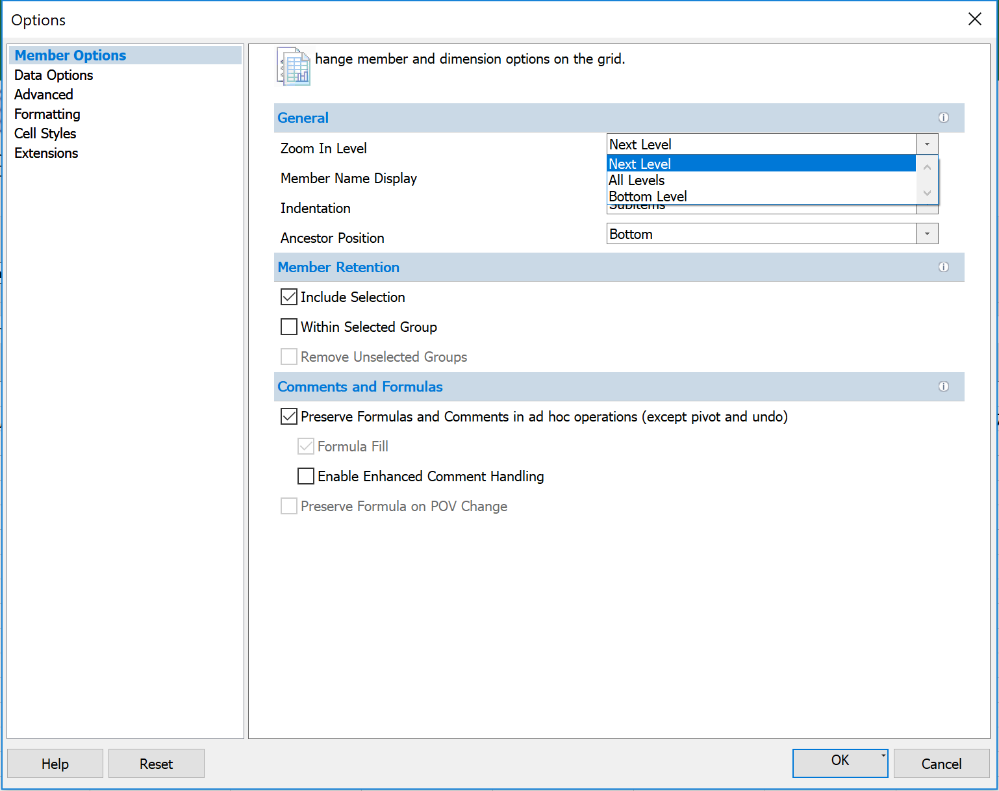 Options
Member Options
Data Options
Advanced
Formatting
Cell Styles
Extensions
hange member and dimension options on the grid.
General
Zoom In Level
Next Level
Next Level
All Levels
Bottom Level
Member Name Display
Indentation
Subitems
Ancestor Position
Bottom
Member Retention
Include Selection
Within Selected Group
Remove Unselected Groups
Comments and Formulas
Preserve Formulas and Comments in ad hoc operations (except pivot and undo)
Formula Fill
Enable Enhanced Comment Handling
Preserve Formula on POV Change
Help
Reset
OK
Cancel